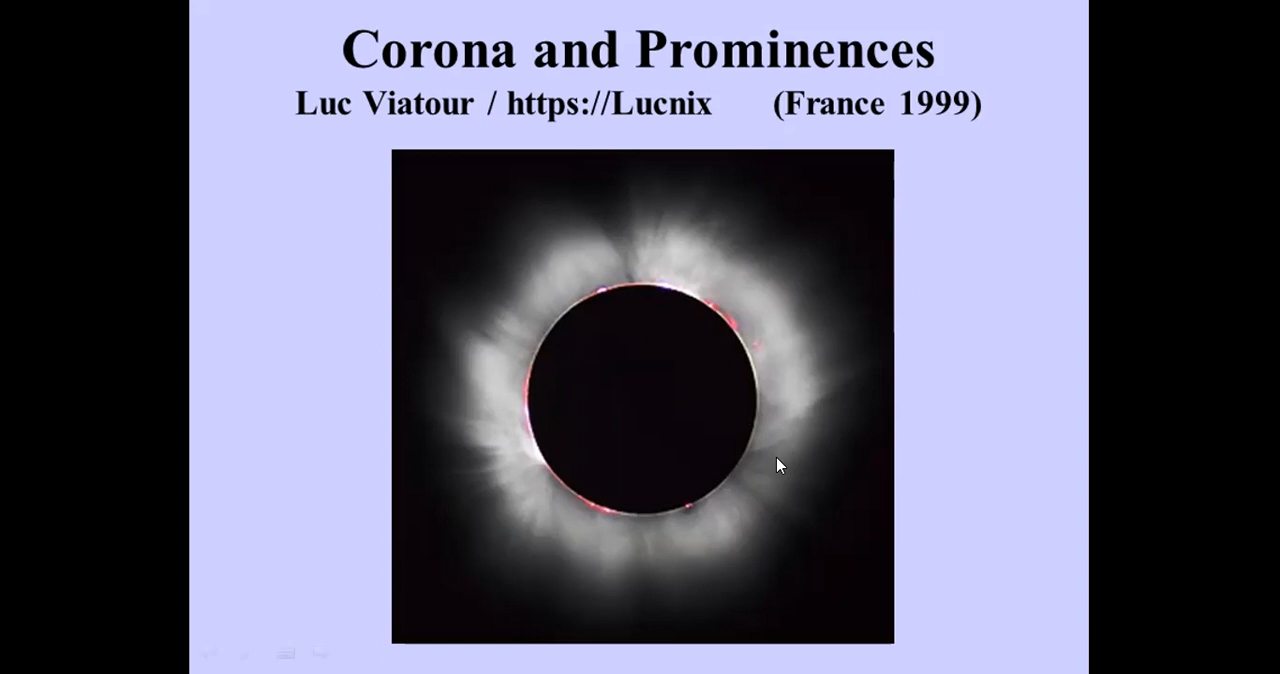 Corona and Prominences
Luc Viatour / https://Lucnix (France 1999)